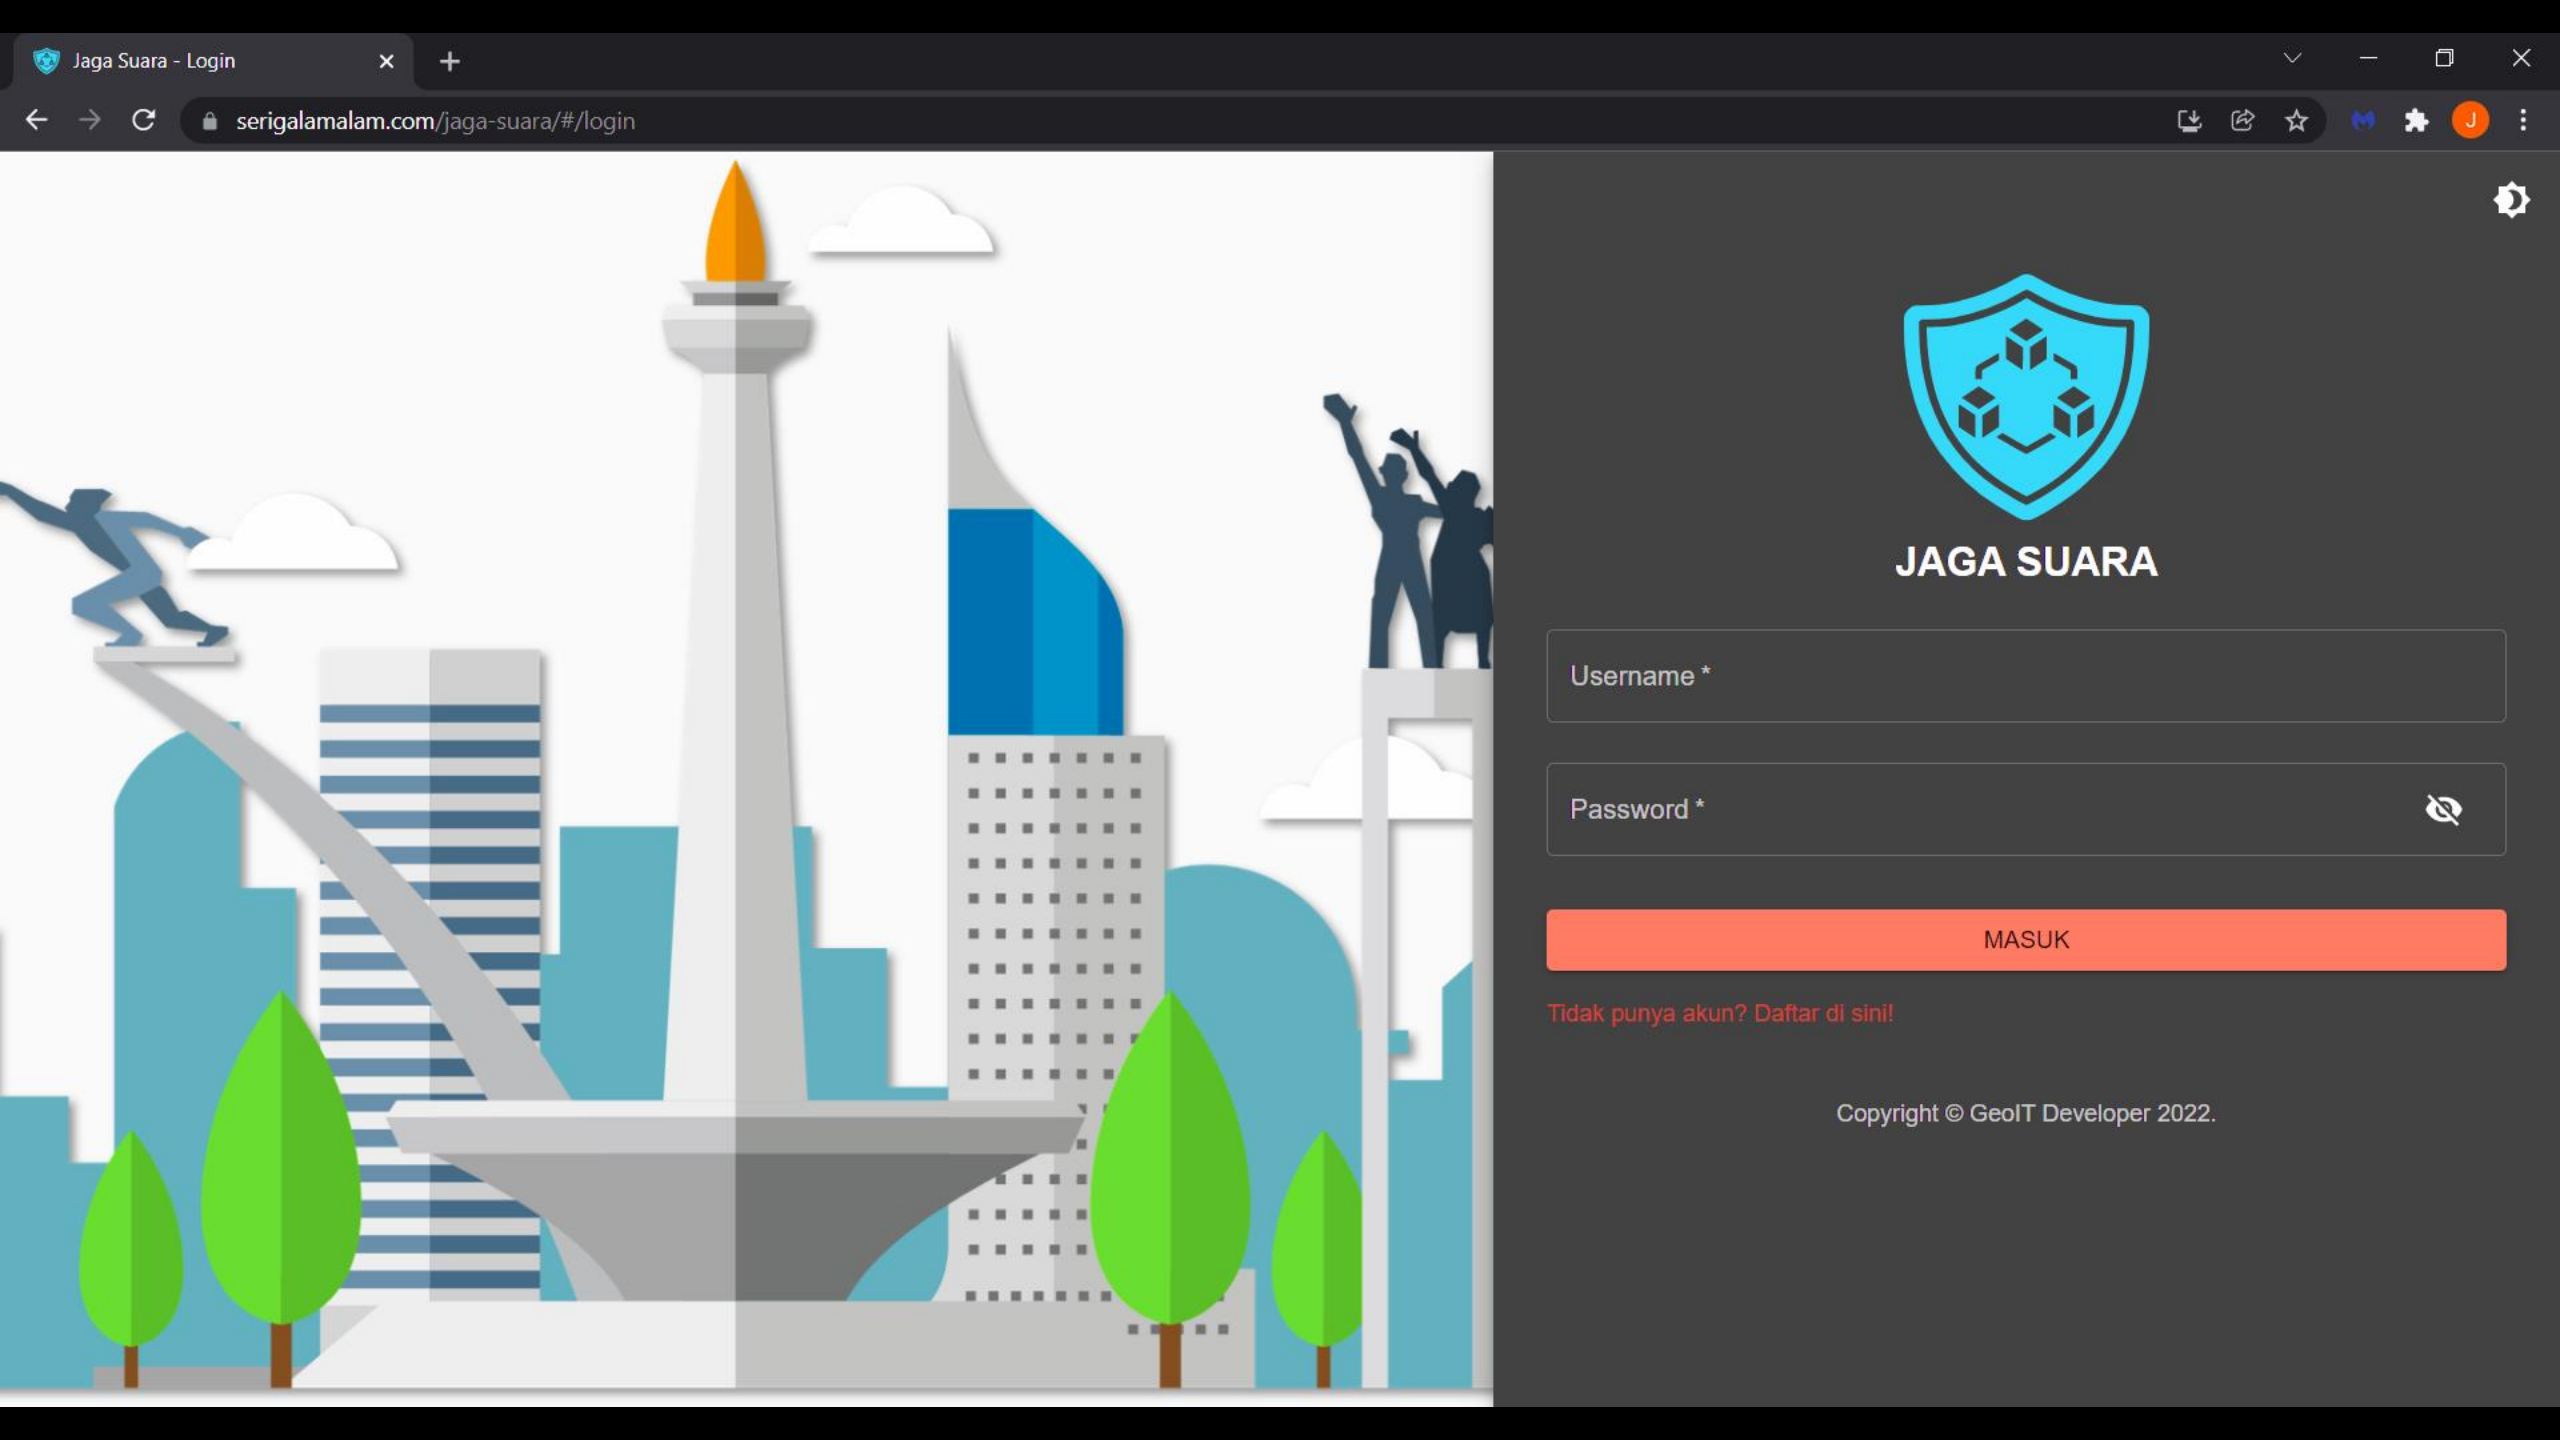 Jaga Suara - Login
serigalamalam.com/jaga-suara/#/login
J
JAGA SUARA
Username *
Password *
MASUK
Tidak punya akun? Daftar di sini!
Copyright © GeoIT Developer 2022.